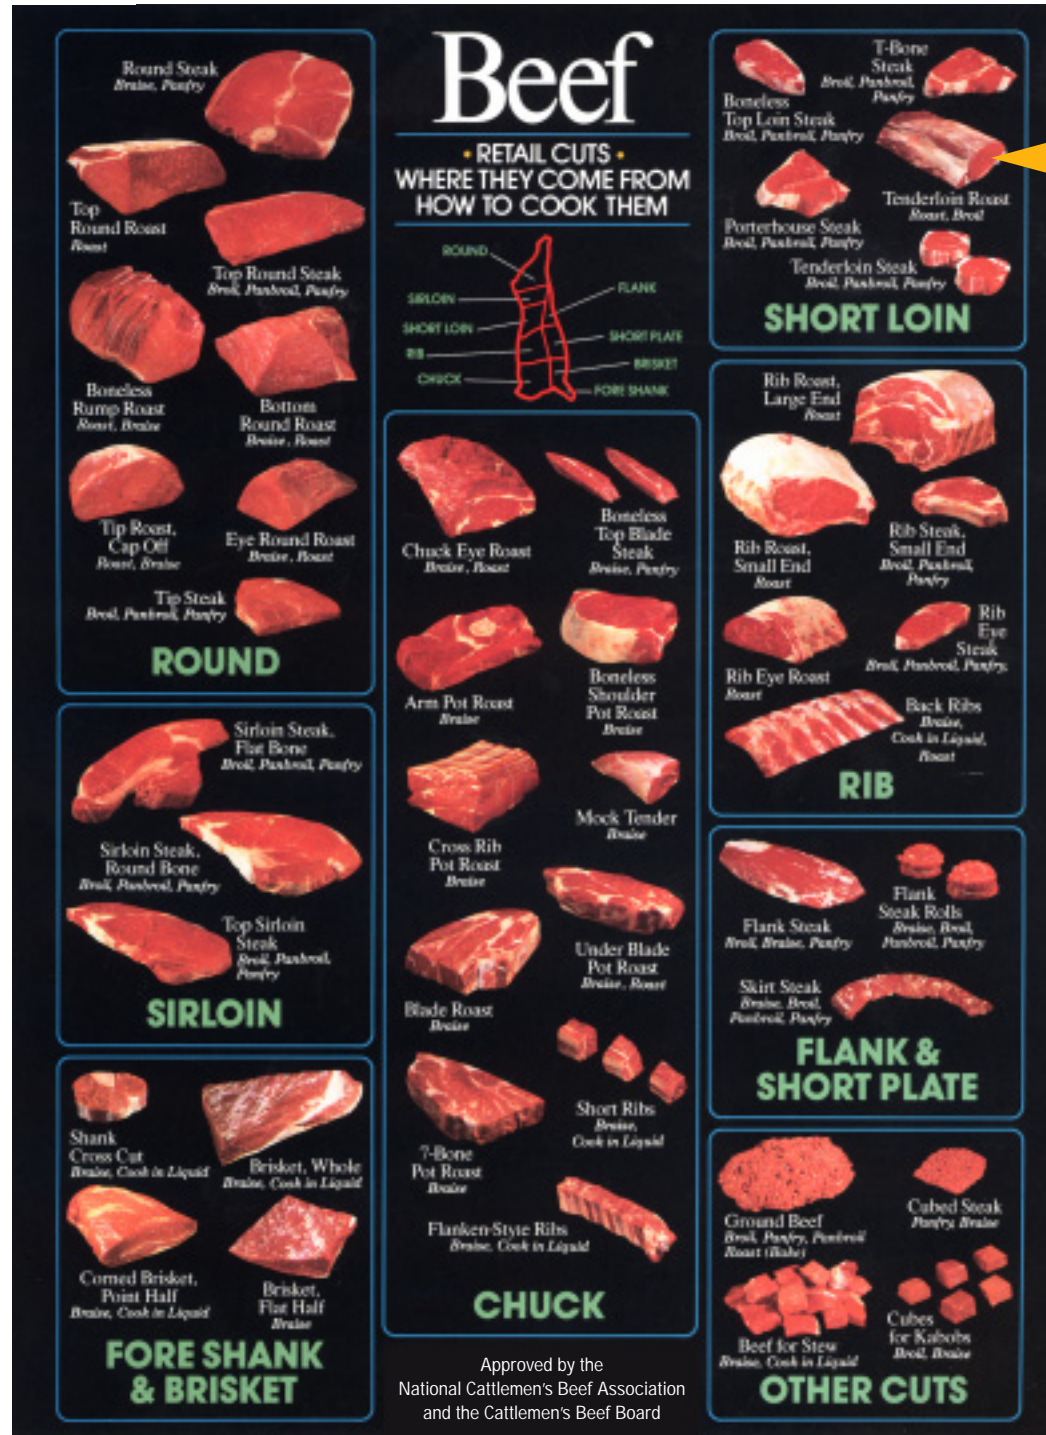 Beef
• RETAIL CUTS •
WHERE THEY COME FROM
HOW TO COOK THEM
ROUND
SIRLOIN
SHORT LOIN
RIB
CHUCK
FLANK
SHORT PLATE
BRISKET
FORE SHANK
Round Steak
Braise, Panfry
Top
Round Roast
Roast
Top Round Steak
Broil, Panbroil, Panfry
Boneless
Rump Roast
Roast, Braise
Bottom
Round Roast
Braise, Roast
Tip Roast,
Cap Off
Roast, Braise
Eye Round Roast
Braise, Roast
Tip Steak
Broil, Panbroil, Panfry
ROUND
Sirloin Steak,
Flat Bone
Broil, Panbroil, Panfry
Sirloin Steak,
Round Bone
Broil, Panbroil, Panfry
Top Sirloin
Steak
Broil, Panbroil,
Panfry
SIRLOIN
Shank
Cross Cut
Braise, Cook in Liquid
Brisket, Whole
Braise, Cook in Liquid
Corned Brisket,
Point Half
Braise, Cook in Liquid
Brisket,
Flat Half
Braise
FORE SHANK
& BRISKET
Chuck Eye Roast
Braise, Roast
Boneless
Top Blade
Steak
Braise, Panfry
Arm Pot Roast
Braise
Boneless
Shoulder
Pot Roast
Braise
Cross Rib
Pot Roast
Braise
Mock Tender
Braise
Blade Roast
Braise
Under Blade
Pot Roast
Braise, Roast
7-Bone
Pot Roast
Braise
Short Ribs
Braise,
Cook in Liquid
Flanken-Style Ribs
Braise, Cook in Liquid
CHUCK
Approved by the
National Cattlemen's Beef Association
and the Cattlemen's Beef Board
Boneless
Top Loin Steak
Broil, Panbroil, Panfry
T-Bone
Steak
Broil, Panbroil,
Panfry
Tenderloin Roast
Roast, Broil
Porterhouse Steak
Broil, Panbroil, Panfry
Tenderloin Steak
Broil, Panbroil, Panfry
SHORT LOIN
Rib Roast,
Large End
Roast
Rib Roast,
Small End
Roast
Rib Steak,
Small End
Broil, Panbroil,
Panfry
Rib Eye Roast
Roast
Rib
Eye
Steak
Broil, Panbroil, Panfry,
Back Ribs
Braise,
Cook in Liquid,
Roast
RIB
Flank Steak
Broil, Braise, Panfry
Flank
Steak Rolls
Braise, Broil,
Panbroil, Panfry
Skirt Steak
Braise, Broil,
Panbroil, Panfry
FLANK &
SHORT PLATE
Ground Beef
Broil, Panfry, Panbroil
Roast (Bake)
Cubed Steak
Panfry, Braise
Beef for Stew
Braise, Cook in Liquid
Cubes
for Kabobs
Broil, Braise
OTHER CUTS